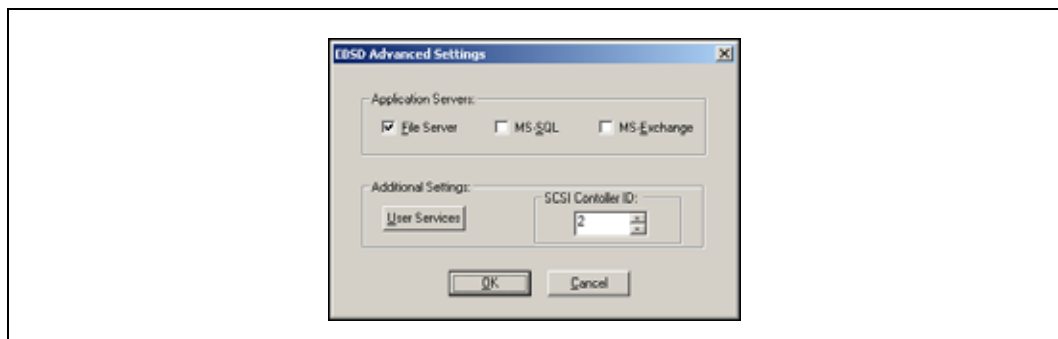 EBSD Advanced Settings
Application Servers:
File Server MS-SQL MS-Exchange
Additional Settings:
SCSI Contoller ID:
User Services 2
OK Cancel